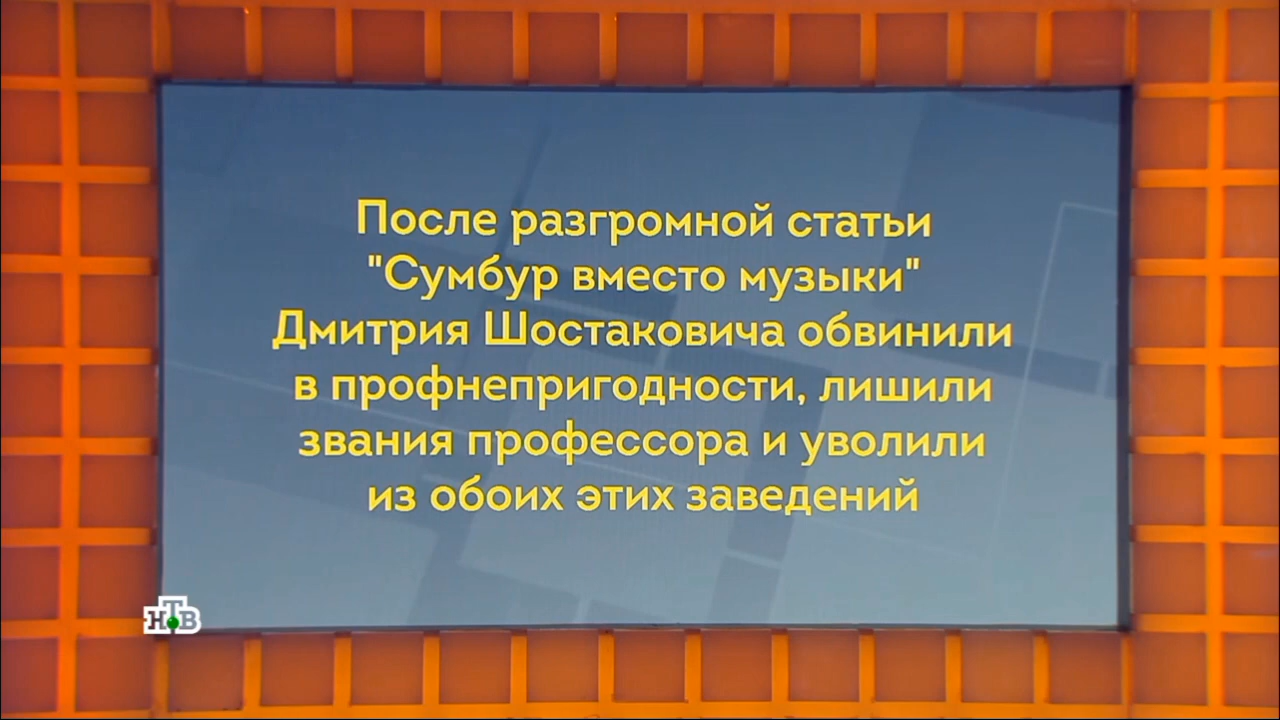 После разгромной статьи
"Сумбур вместо музыки"
Дмитрия Шостаковича обвинили
в профнепригодности, лишили
звания профессора и уволили
из обоих этих заведений
НТВ